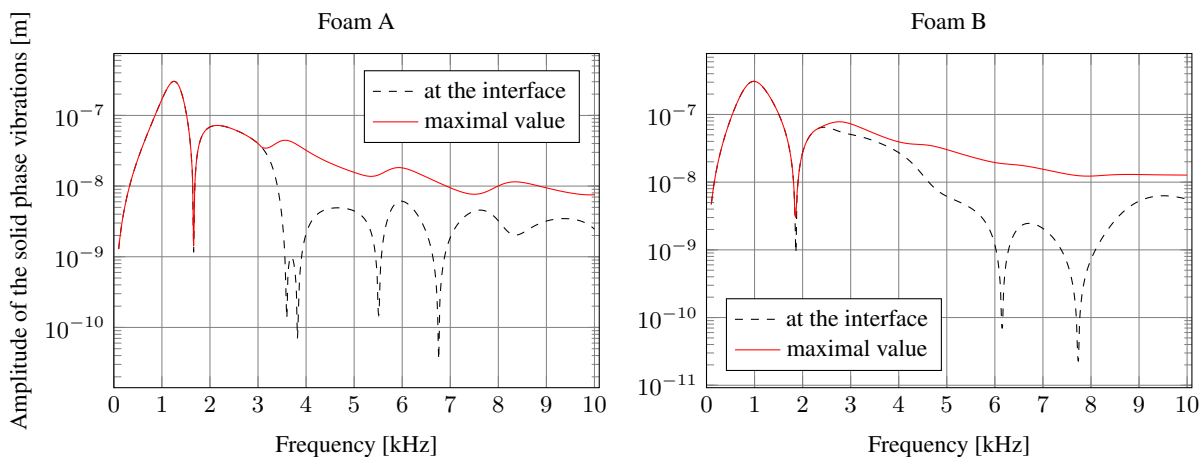 Foam A
Foam B
Amplitude of the solid phase vibrations [m]
10⁻⁷
10⁻⁸
10⁻⁹
10⁻¹⁰
at the interface
maximal value
0 1 2 3 4 5 6 7 8 9 10
Frequency [kHz]
10⁻⁷
10⁻⁸
10⁻⁹
10⁻¹⁰
10⁻¹¹
at the interface
maximal value
0 1 2 3 4 5 6 7 8 9 10
Frequency [kHz]